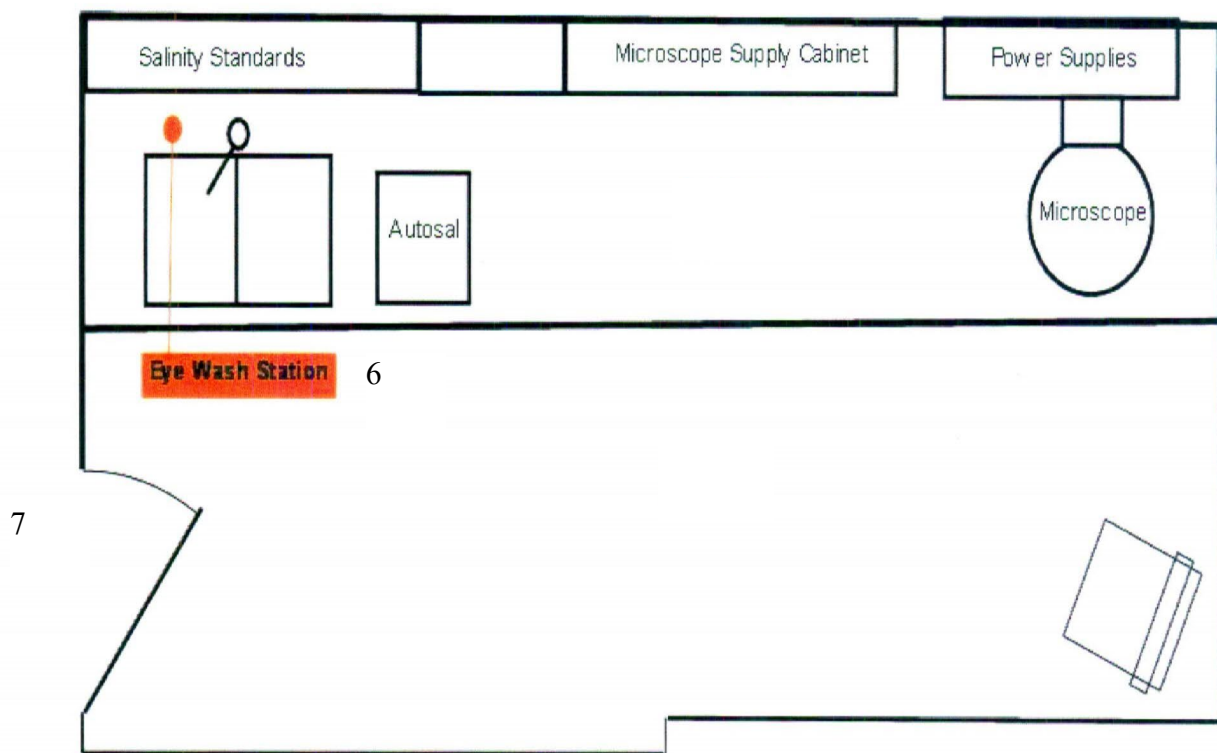 Salinity Standards
Microscope Supply Cabinet
Power Supplies
Autosal
Microscope
Eye Wash Station
6
7